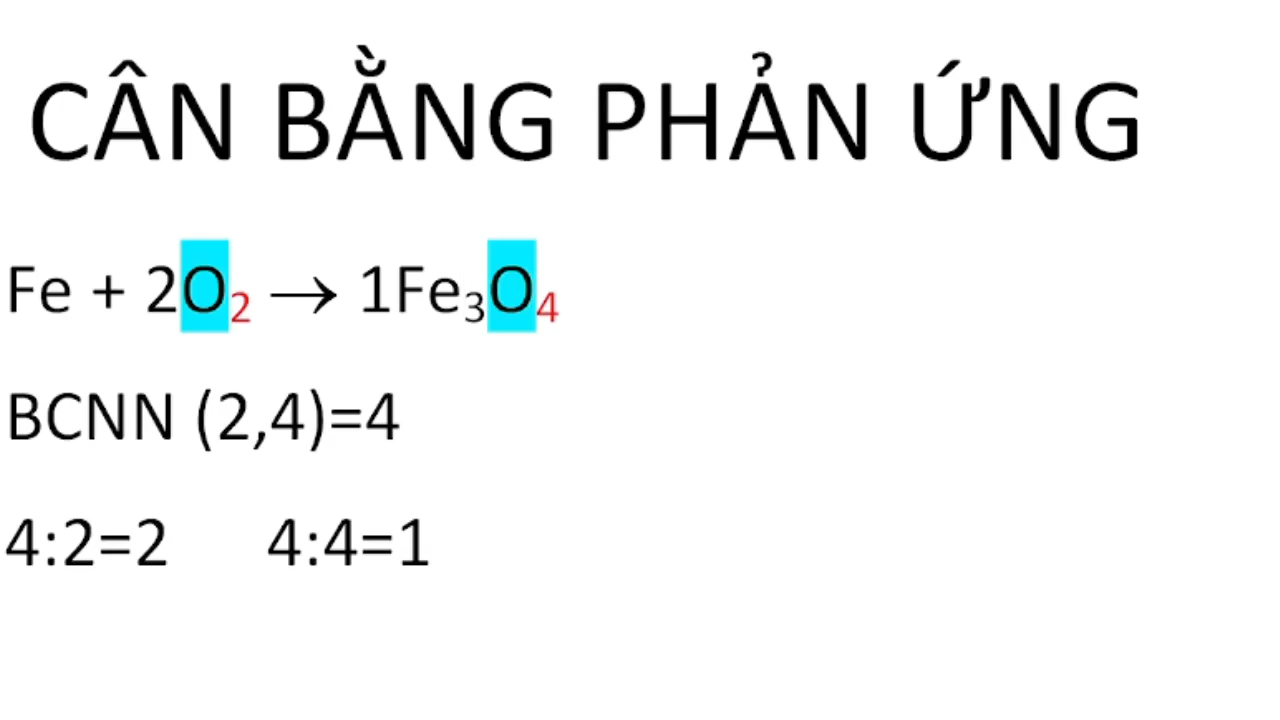 CÂN BẰNG PHẢN ỨNG
Fe + 2O₂ → 1Fe₃O₄
BCNN (2,4)=4
4:2=2 4:4=1